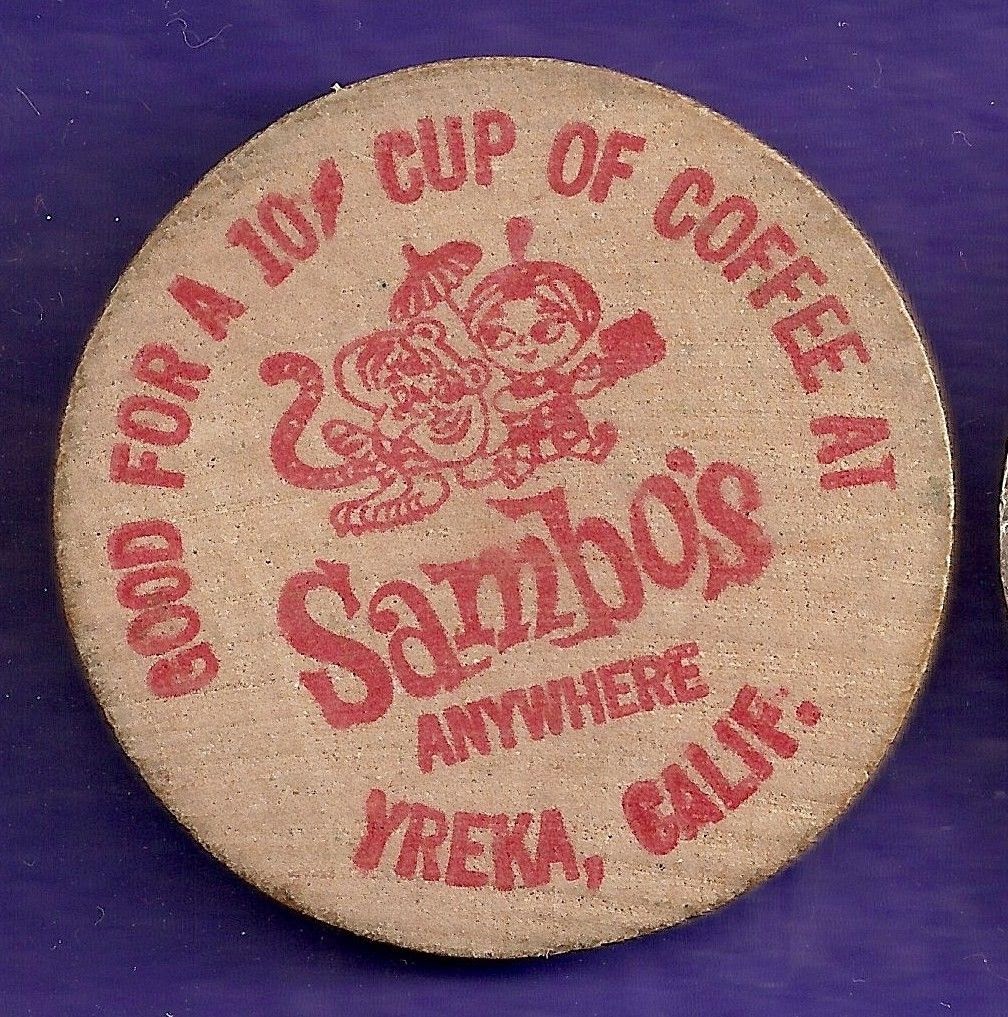 GOOD FOR A 10¢ CUP OF COFFEE AT
Sambo's
ANYWHERE
YREKA, CALIF.